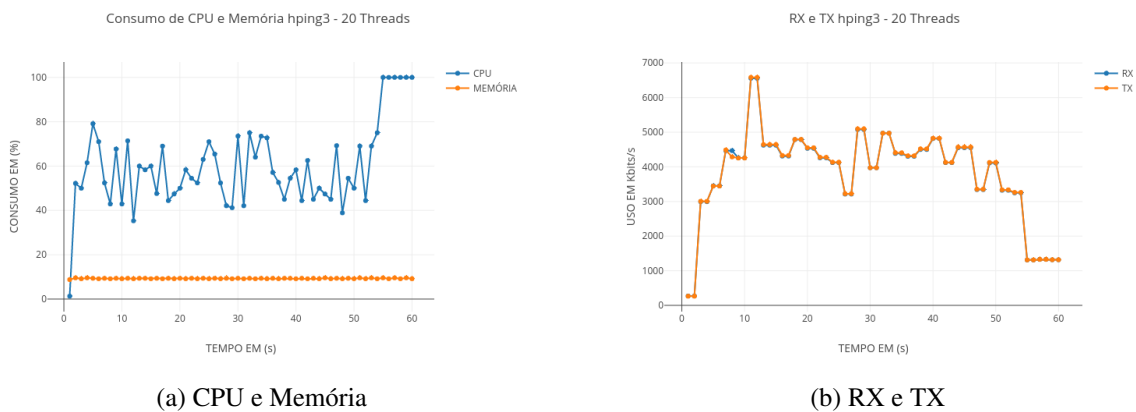 Consumo de CPU e Memória hping3 - 20 Threads
CPU
MEMÓRIA
CONSUMO EM (%)
100
80
60
40
20
0
0 10 20 30 40 50 60
TEMPO EM (s)
(a) CPU e Memória
RX e TX hping3 - 20 Threads
RX
TX
USO EM Kbits/s
7000
6000
5000
4000
3000
2000
1000
0
0 10 20 30 40 50 60
TEMPO EM (s)
(b) RX e TX